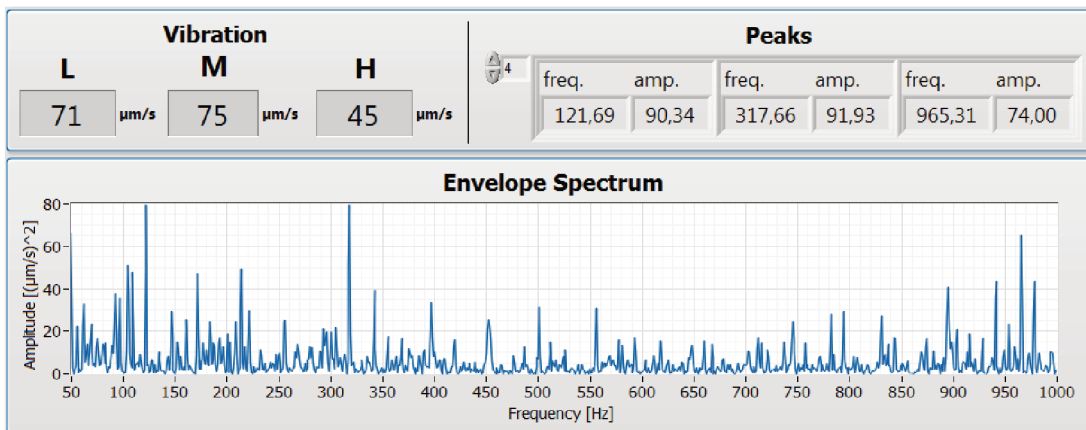 Vibration
L M H
71 µm/s 75 µm/s 45 µm/s
Peaks
4
freq. amp. freq. amp. freq. amp.
121,69 90,34 317,66 91,93 965,31 74,00
Envelope Spectrum
Amplitude [(µm/s)^2]
80
60
40
20
0
50 100 150 200 250 300 350 400 450 500 550 600 650 700 750 800 850 900 950 1000
Frequency [Hz]